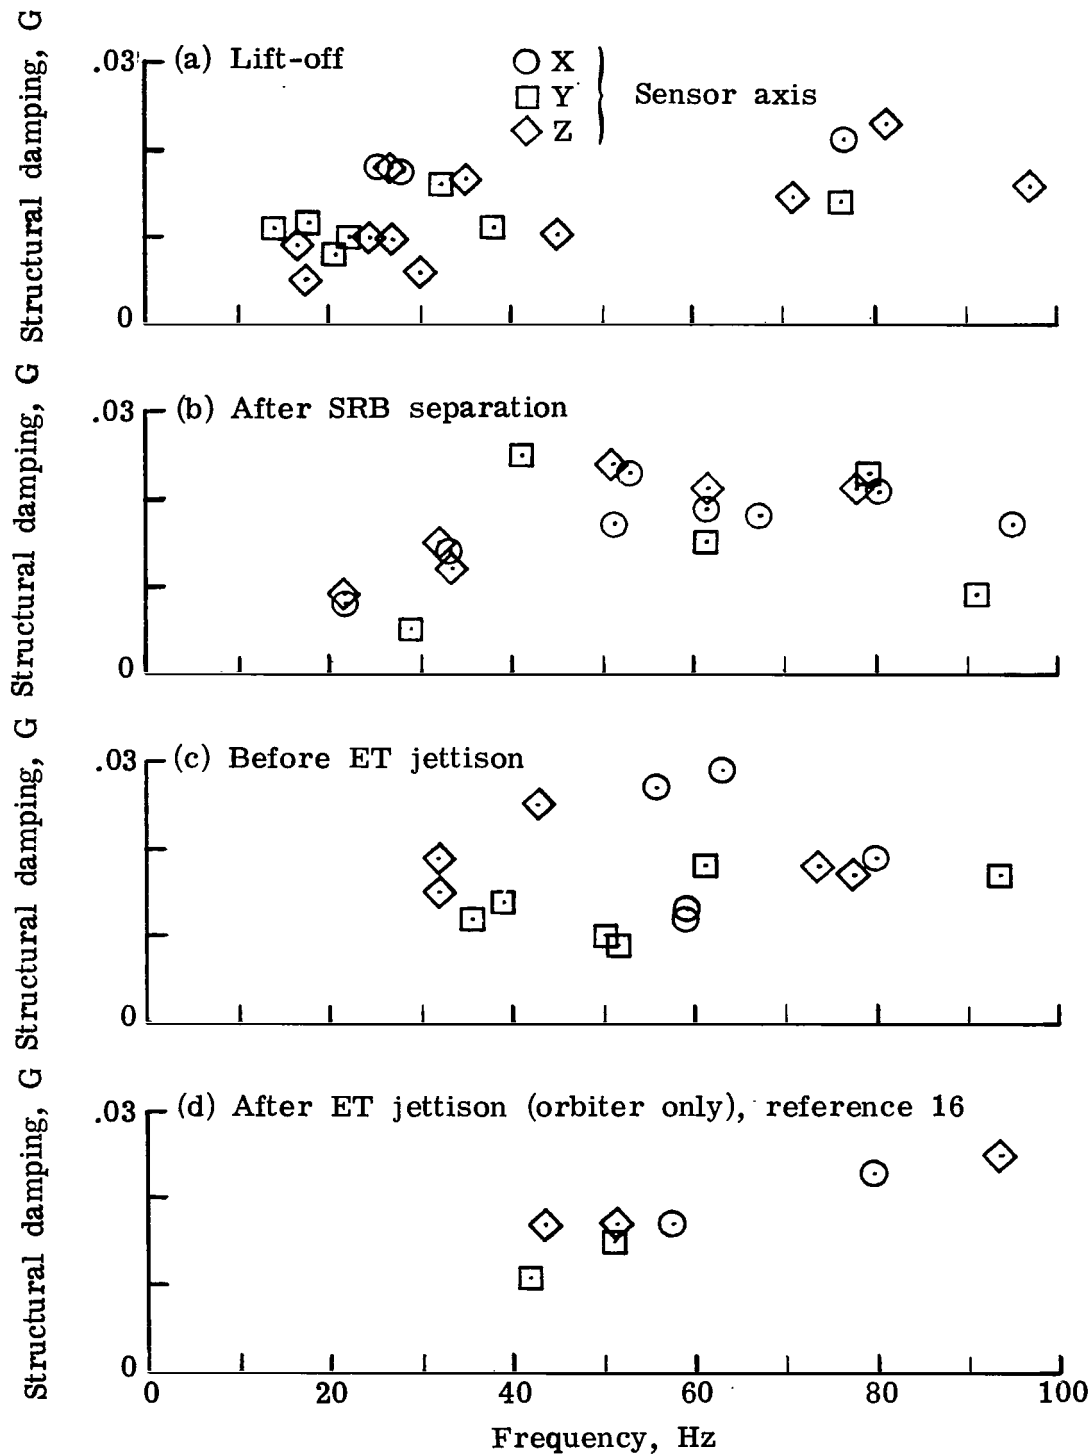 Structural damping, G
.03
(a) Lift-off
X
Y
Z
Sensor axis
0
Structural damping, G
.03
(b) After SRB separation
0
Structural damping, G
.03
(c) Before ET jettison
0
Structural damping, G
.03
(d) After ET jettison (orbiter only), reference 16
0
0 20 40 60 80 100
Frequency, Hz